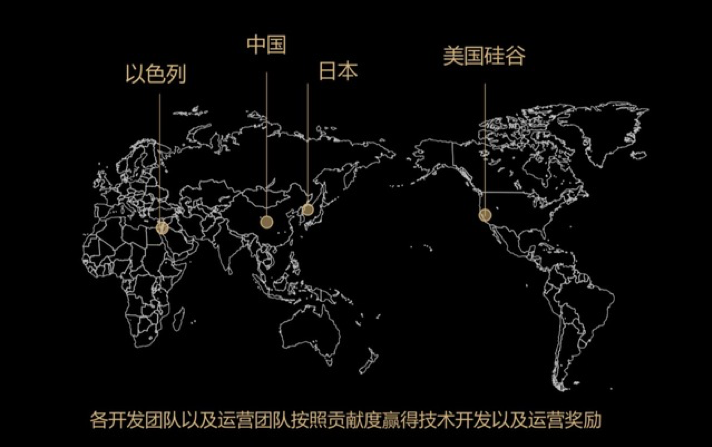 中国
以色列
日本
美国硅谷
各开发团队以及运营团队按照贡献度赢得技术开发以及运营奖励